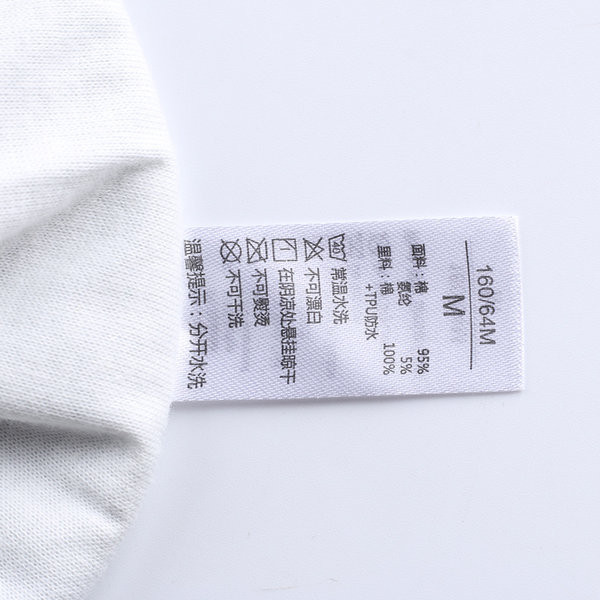 160/64M
M
面料：棉 95%
氨纶 5%
里料：棉 100%
+TPU防水
40
常温水洗
不可漂白
在阴凉处悬挂晾干
不可熨烫
不可干洗
温馨提示：分开水洗